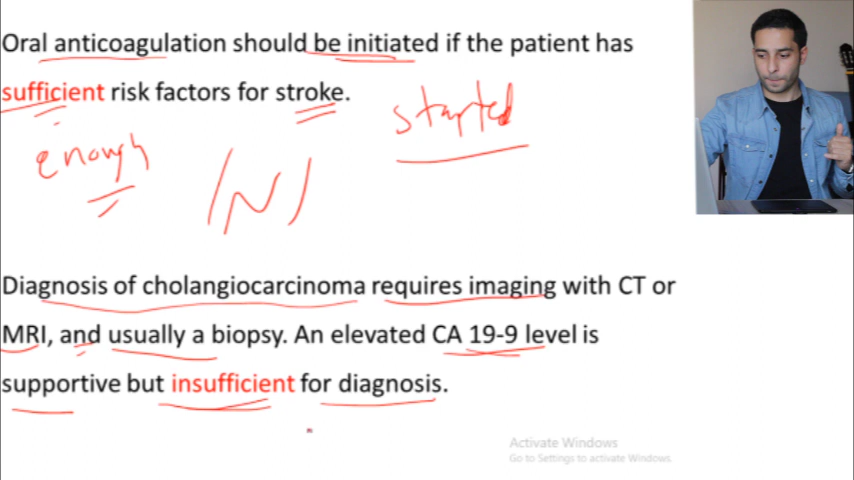 Oral anticoagulation should be initiated if the patient has
sufficient risk factors for stroke.
started
enough
/N/
Diagnosis of cholangiocarcinoma requires imaging with CT or
MRI, and usually a biopsy. An elevated CA 19-9 level is
supportive but insufficient for diagnosis.
Activate Windows
Go to Settings to activate Windows.